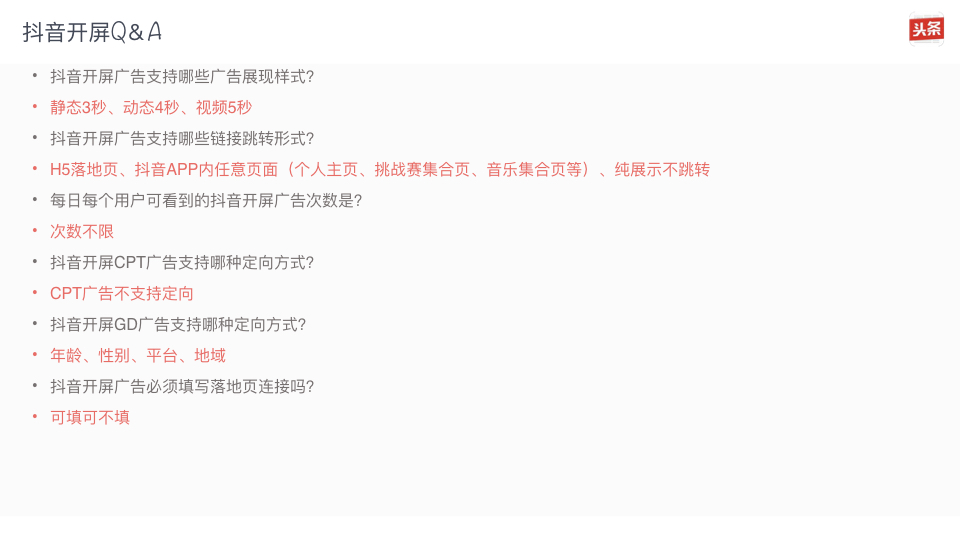 抖音开屏Q&A
头条
• 抖音开屏广告支持哪些广告展现样式?
• 静态3秒、动态4秒、视频5秒
• 抖音开屏广告支持哪些链接跳转形式?
• H5落地页、抖音APP内任意页面（个人主页、挑战赛集合页、音乐集合页等）、纯展示不跳转
• 每日每个用户可看到的抖音开屏广告次数是?
• 次数不限
• 抖音开屏CPT广告支持哪种定向方式?
• CPT广告不支持定向
• 抖音开屏GD广告支持哪种定向方式?
• 年龄、性别、平台、地域
• 抖音开屏广告必须填写落地页连接吗?
• 可填可不填